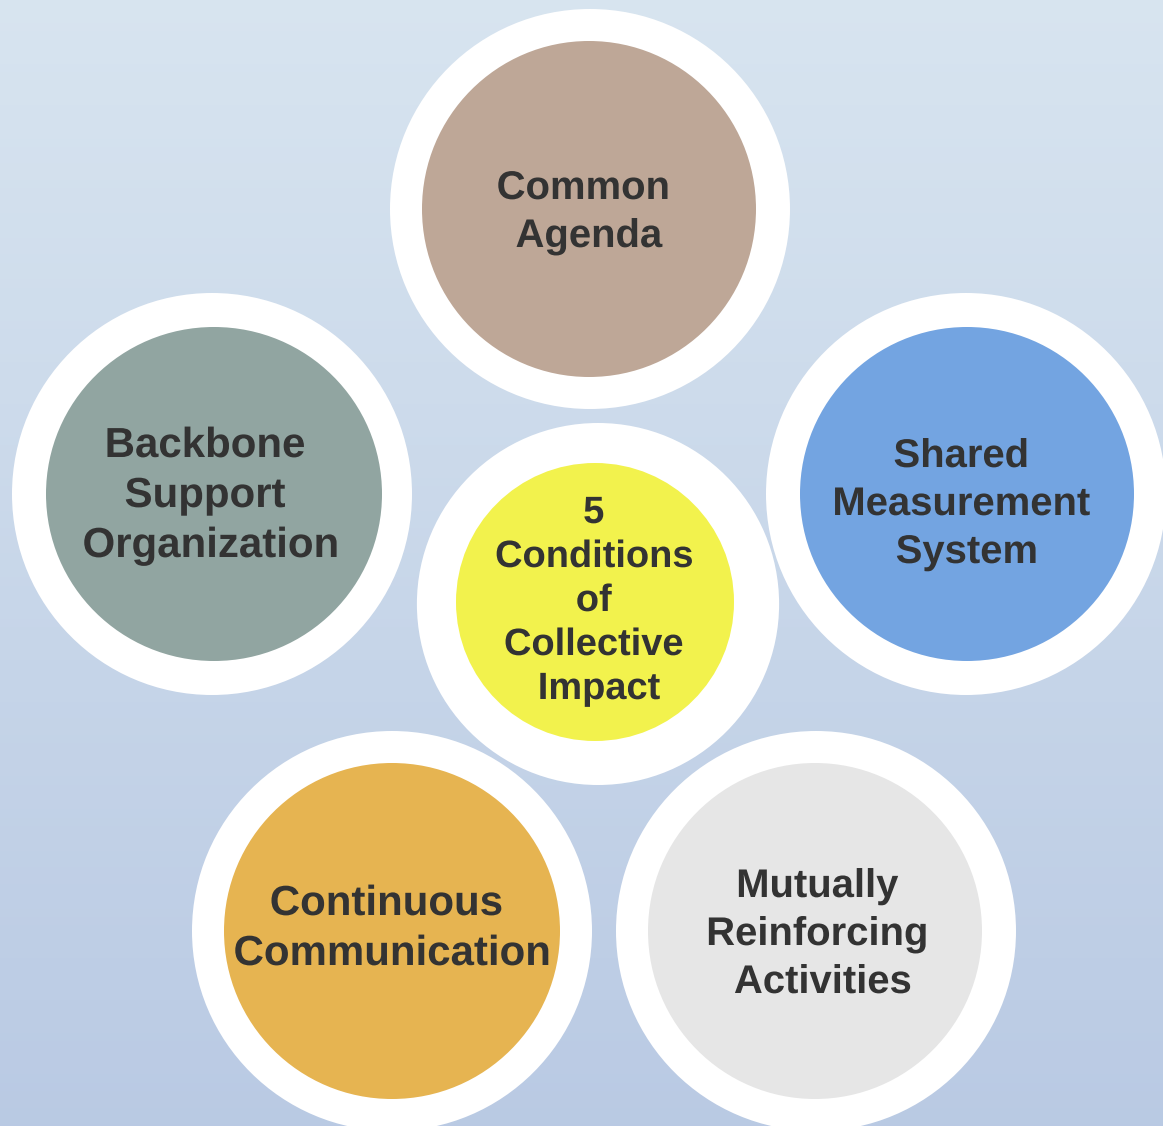 Common
Agenda
Backbone
Support
Organization
Shared
Measurement
System
5
Conditions
of
Collective
Impact
Continuous
Communication
Mutually
Reinforcing
Activities